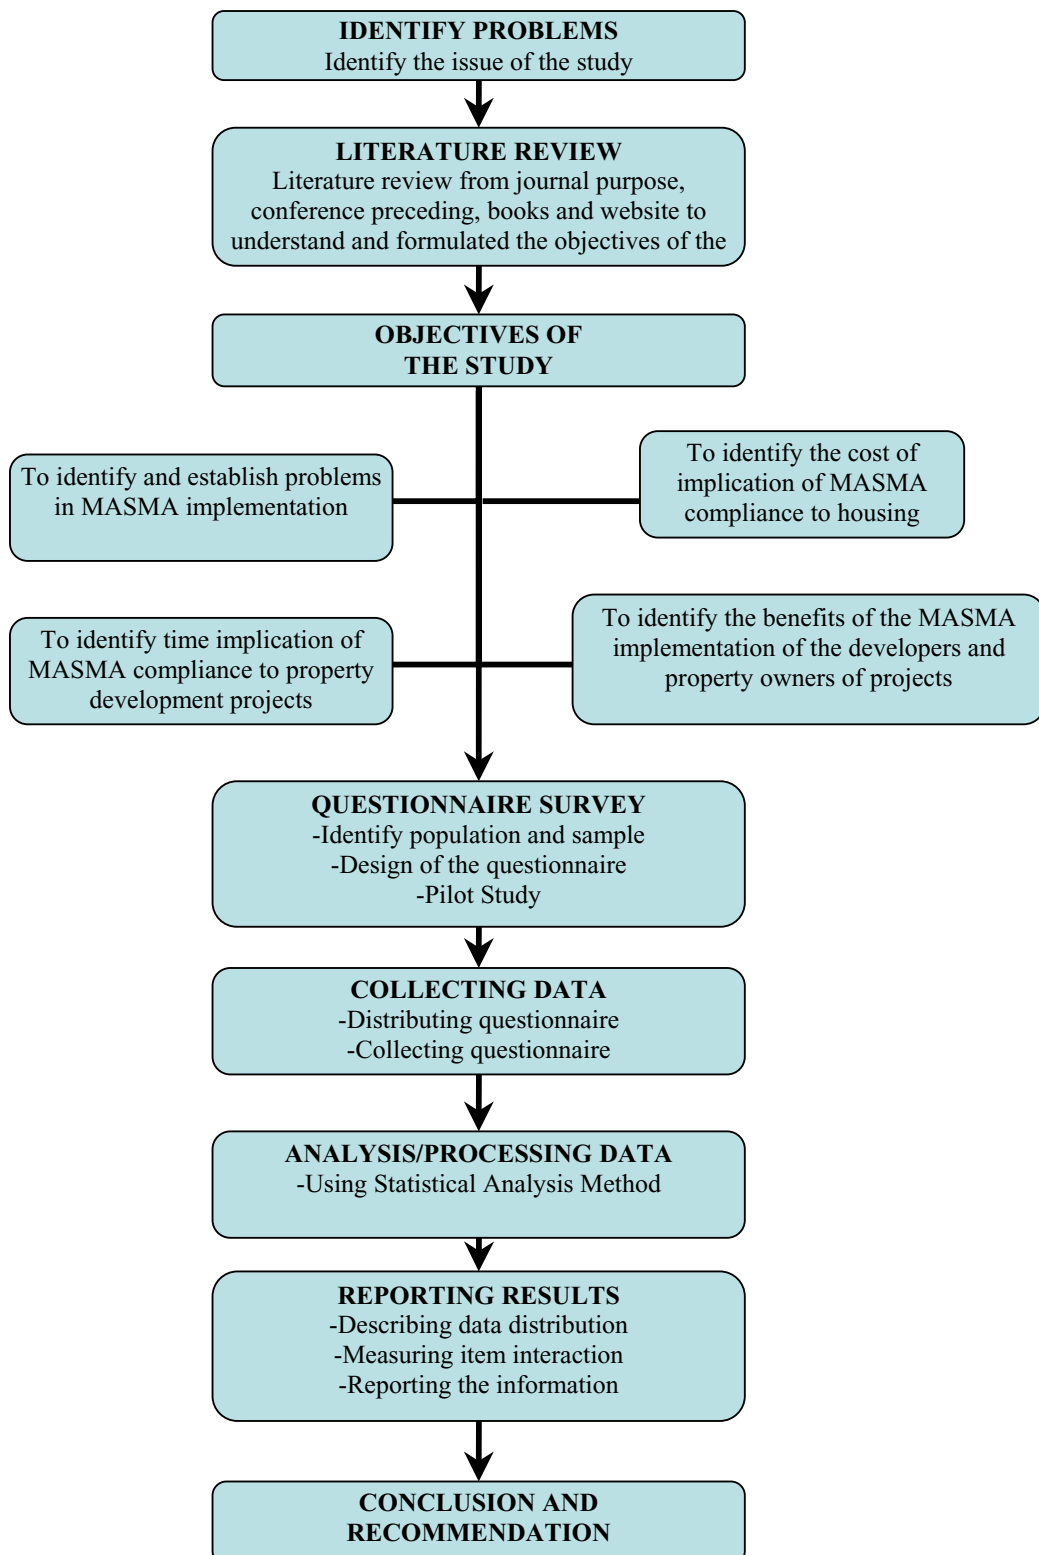 IDENTIFY PROBLEMS
Identify the issue of the study
LITERATURE REVIEW
Literature review from journal purpose,
conference preceding, books and website to
understand and formulated the objectives of the
OBJECTIVES OF
THE STUDY
To identify and establish problems
in MASMA implementation
To identify the cost of
implication of MASMA
compliance to housing
To identify time implication of
MASMA compliance to property
development projects
To identify the benefits of the MASMA
implementation of the developers and
property owners of projects
QUESTIONNAIRE SURVEY
-Identify population and sample
-Design of the questionnaire
-Pilot Study
COLLECTING DATA
-Distributing questionnaire
-Collecting questionnaire
ANALYSIS/PROCESSING DATA
-Using Statistical Analysis Method
REPORTING RESULTS
-Describing data distribution
-Measuring item interaction
-Reporting the information
CONCLUSION AND
RECOMMENDATION